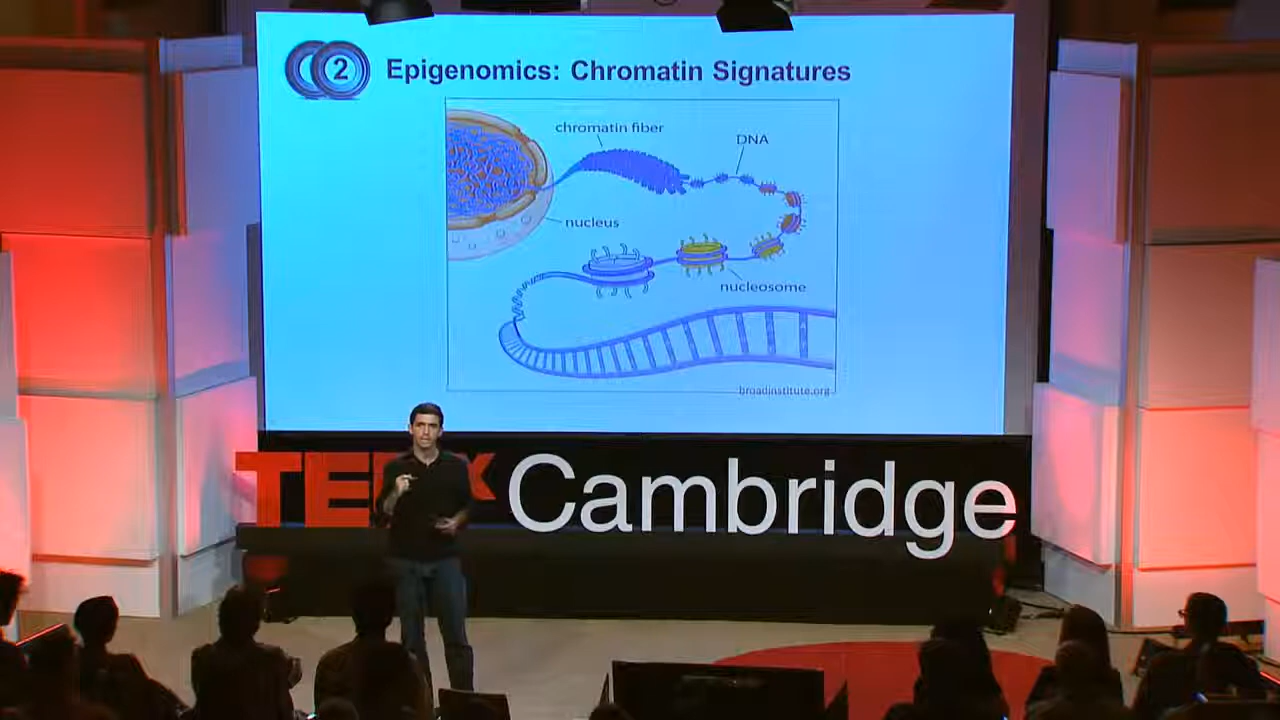 2
Epigenomics: Chromatin Signatures
chromatin fiber
DNA
nucleus
nucleosome
broadinstitute.org
TEDx Cambridge